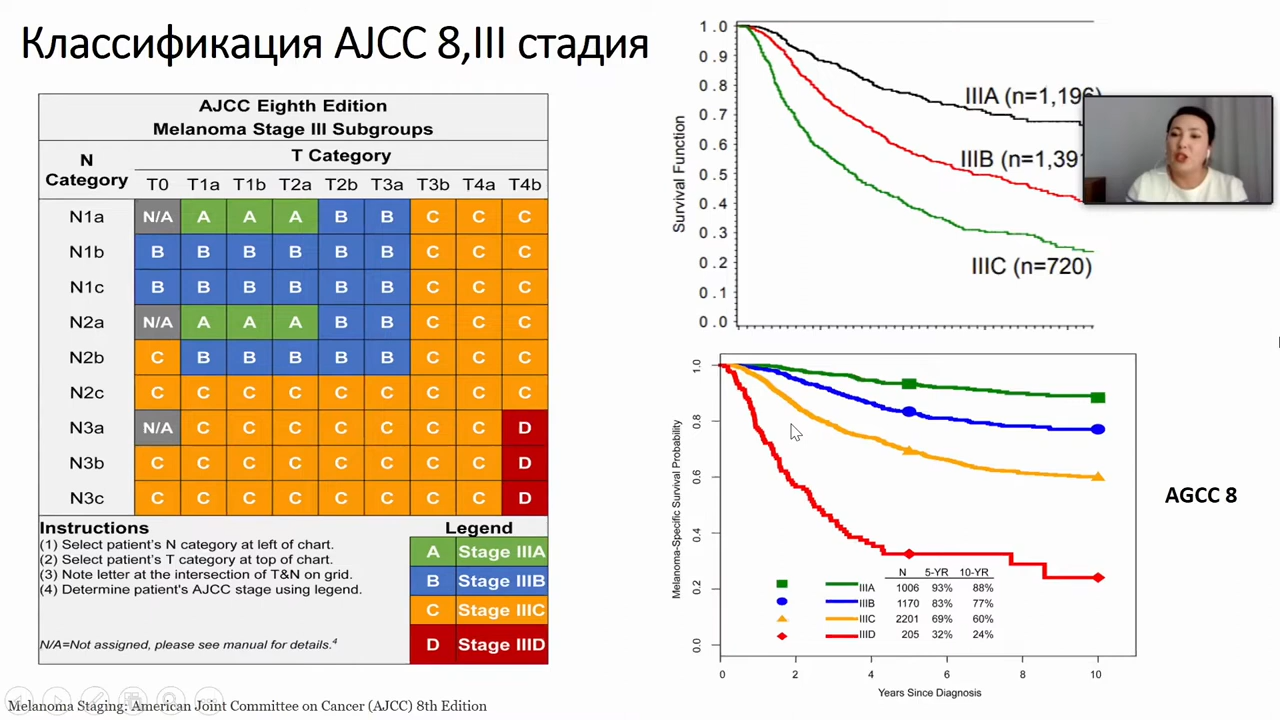 Классификация AJCC 8,III стадия
AJCC Eighth Edition
Melanoma Stage III Subgroups
N Category
T Category
T0 T1a T1b T2a T2b T3a T3b T4a T4b
N1a N/A A A A B B C C C
N1b B B B B B B C C C
N1c B B B B B B C C C
N2a N/A A A A B B C C C
N2b C B B B B B C C C
N2c C C C C C C C C C
N3a N/A C C C C C C C D
N3b C C C C C C C C D
N3c C C C C C C C C D
Instructions
(1) Select patient's N category at left of chart.
(2) Select patient's T category at top of chart.
(3) Note letter at the intersection of T&N on grid.
(4) Determine patient's AJCC stage using legend.
N/A=Not assigned, please see manual for details.⁴
Legend
A Stage IIIA
B Stage IIIB
C Stage IIIC
D Stage IIID
Melanoma Staging: American Joint Committee on Cancer (AJCC) 8th Edition
Survival Function
1.0
0.9
0.8
0.7
0.6
0.5
0.4
0.3
0.2
0.1
0.0
IIIA (n=1,196)
IIIB (n=1,391
IIIC (n=720)
Melanoma-Specific Survival Probability
1.0
0.8
0.6
0.4
0.2
0.0
N 5-YR 10-YR
IIIA 1006 93% 88%
IIIB 1170 83% 77%
IIIC 2201 69% 60%
IIID 205 32% 24%
0 2 4 6 8 10
Years Since Diagnosis
AGCC 8